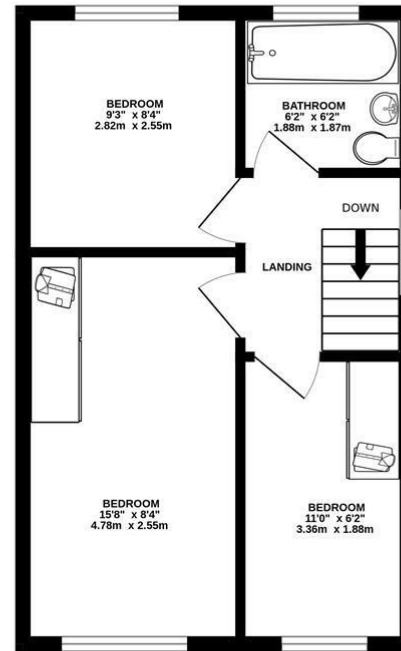 BEDROOM
9'3" x 8'4"
2.82m x 2.55m
BATHROOM
6'2" x 6'2"
1.88m x 1.87m
DOWN
LANDING
BEDROOM
15'8" x 8'4"
4.78m x 2.55m
BEDROOM
11'0" x 6'2"
3.36m x 1.88m